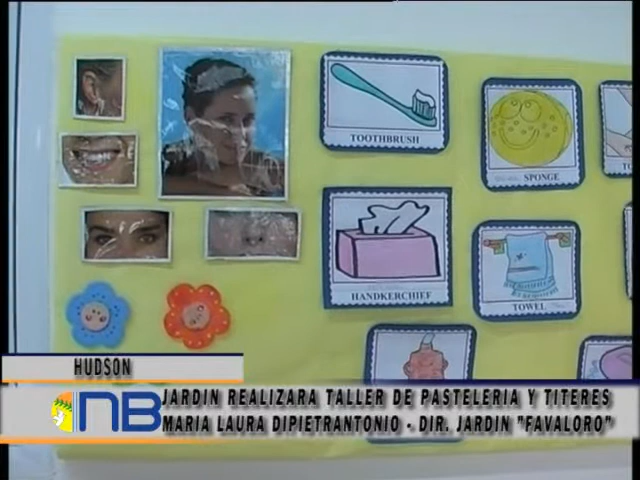 TOOTHBRUSH
SPONGE
HANDKERCHIEF
TOWEL
HUDSON
NB
JARDIN REALIZARA TALLER DE PASTELERIA Y TITERES
MARIA LAURA DIPIETRANTONIO - DIR. JARDIN "FAVALORO"